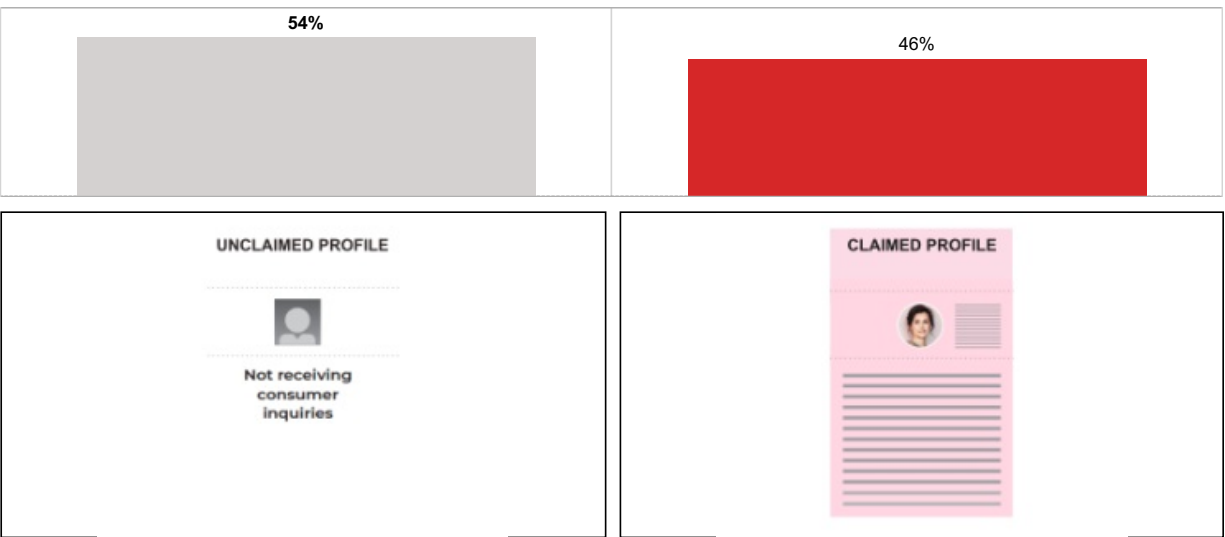 54%
46%
UNCLAIMED PROFILE
Not receiving
consumer
inquiries
CLAIMED PROFILE